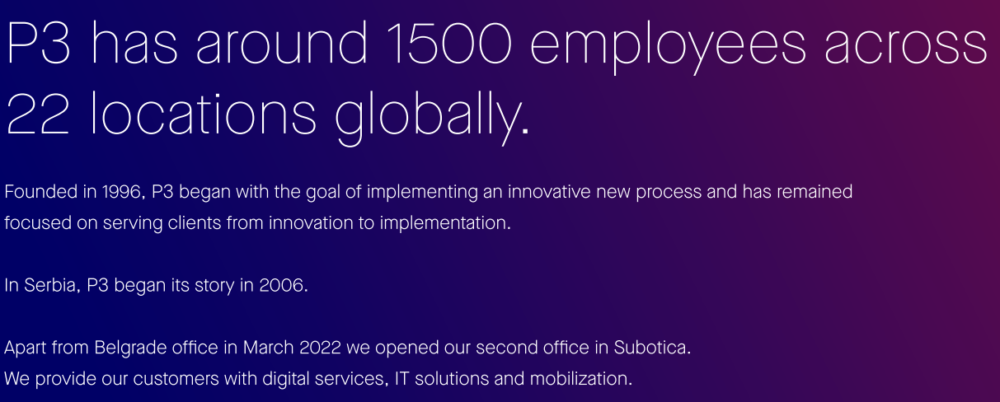 P3 has around 1500 employees across
22 locations globally.
Founded in 1996, P3 began with the goal of implementing an innovative new process and has remained
focused on serving clients from innovation to implementation.
In Serbia, P3 began its story in 2006.
Apart from Belgrade office in March 2022 we opened our second office in Subotica.
We provide our customers with digital services, IT solutions and mobilization.